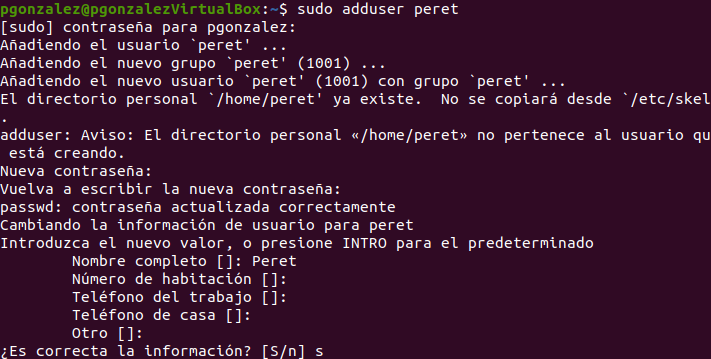 pgonzalez@pgonzalezVirtualBox:~$ sudo adduser peret
[sudo] contraseña para pgonzalez:
Añadiendo el usuario `peret' ...
Añadiendo el nuevo grupo `peret' (1001) ...
Añadiendo el nuevo usuario `peret' (1001) con grupo `peret' ...
El directorio personal `/home/peret' ya existe.  No se copiará desde `/etc/skel
.
adduser: Aviso: El directorio personal «/home/peret» no pertenece al usuario qu
 está creando.
Nueva contraseña:
Vuelva a escribir la nueva contraseña:
passwd: contraseña actualizada correctamente
Cambiando la información de usuario para peret
Introduzca el nuevo valor, o presione INTRO para el predeterminado
        Nombre completo []: Peret
        Número de habitación []:
        Teléfono del trabajo []:
        Teléfono de casa []:
        Otro []:
¿Es correcta la información? [S/n] s